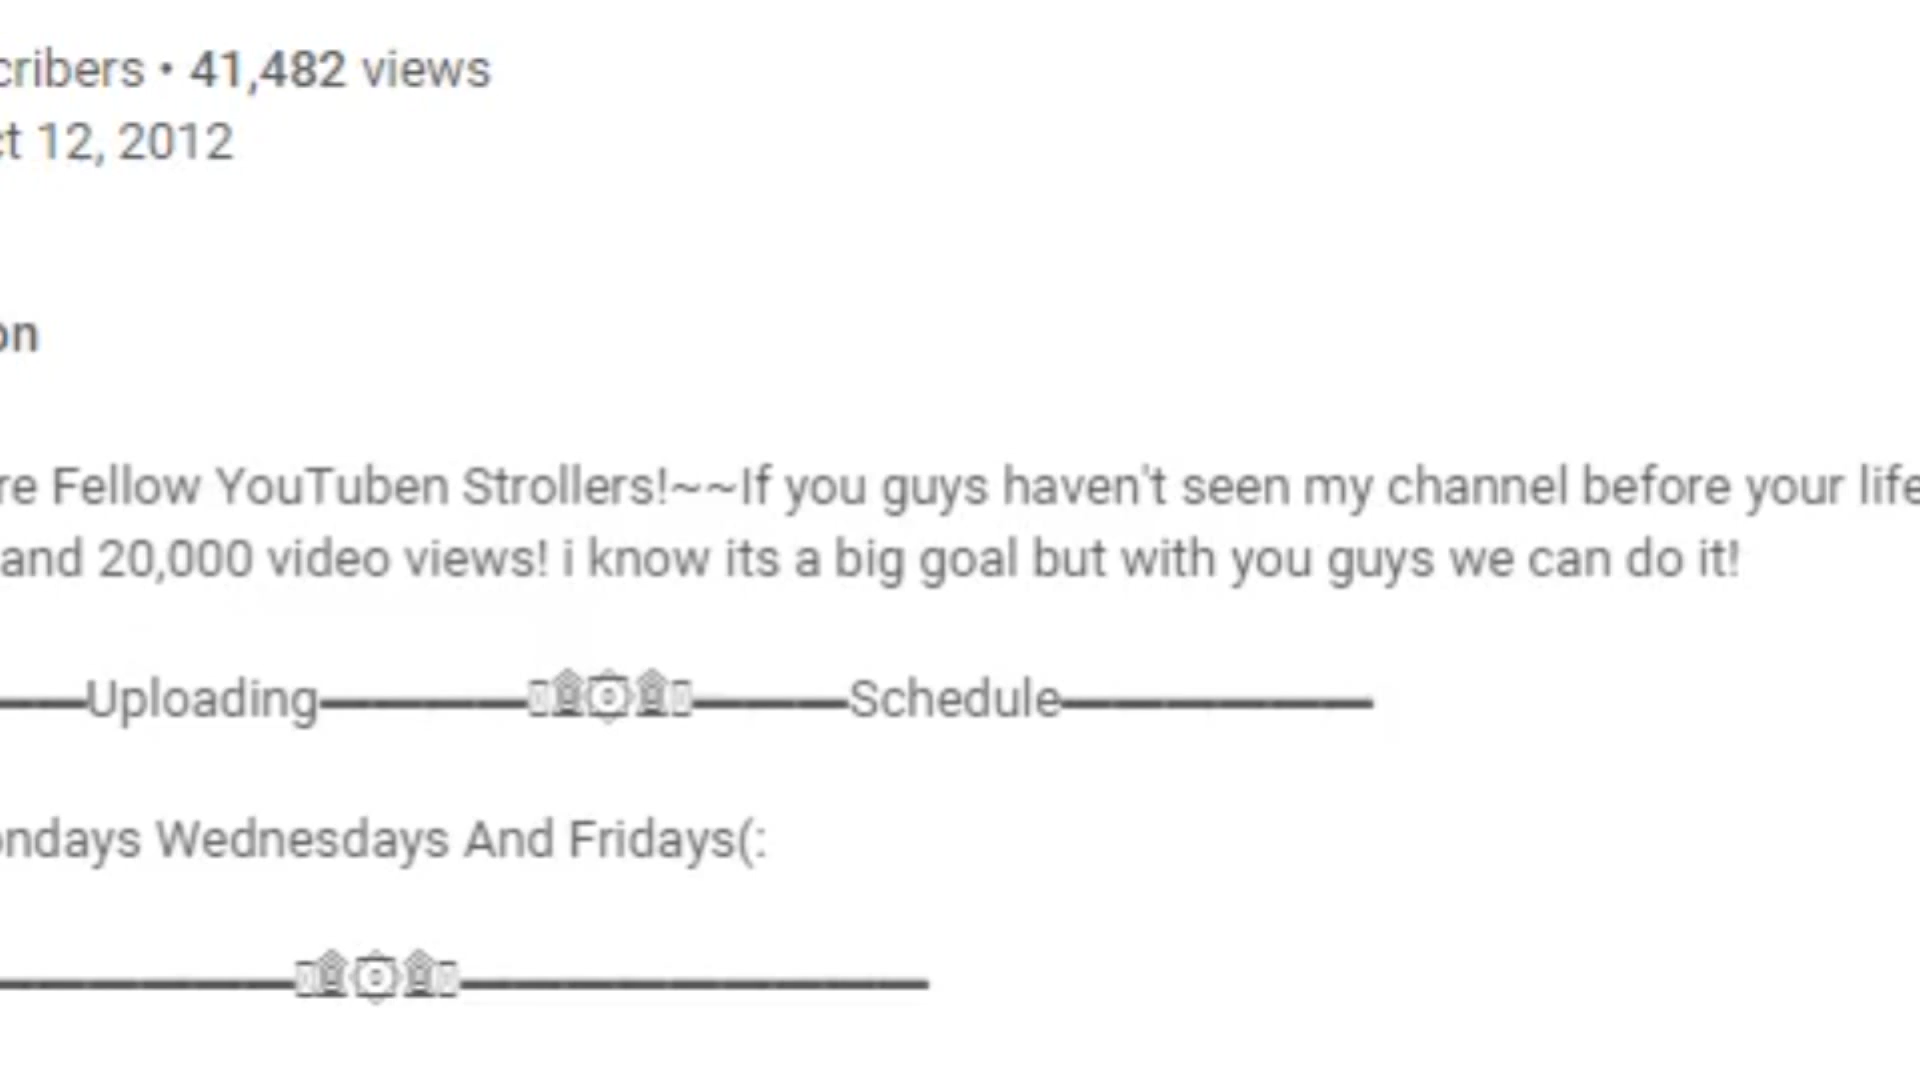 cribers • 41,482 views
ct 12, 2012
on
re Fellow YouTuben Strollers!~~If you guys haven't seen my channel before your life
and 20,000 video views! i know its a big goal but with you guys we can do it!
▬▬Uploading▬▬▬▬۩۞۩▬▬▬Schedule▬▬▬▬▬▬
ondays Wednesdays And Fridays(:
▬▬▬▬▬▬۩۞۩▬▬▬▬▬▬▬▬▬